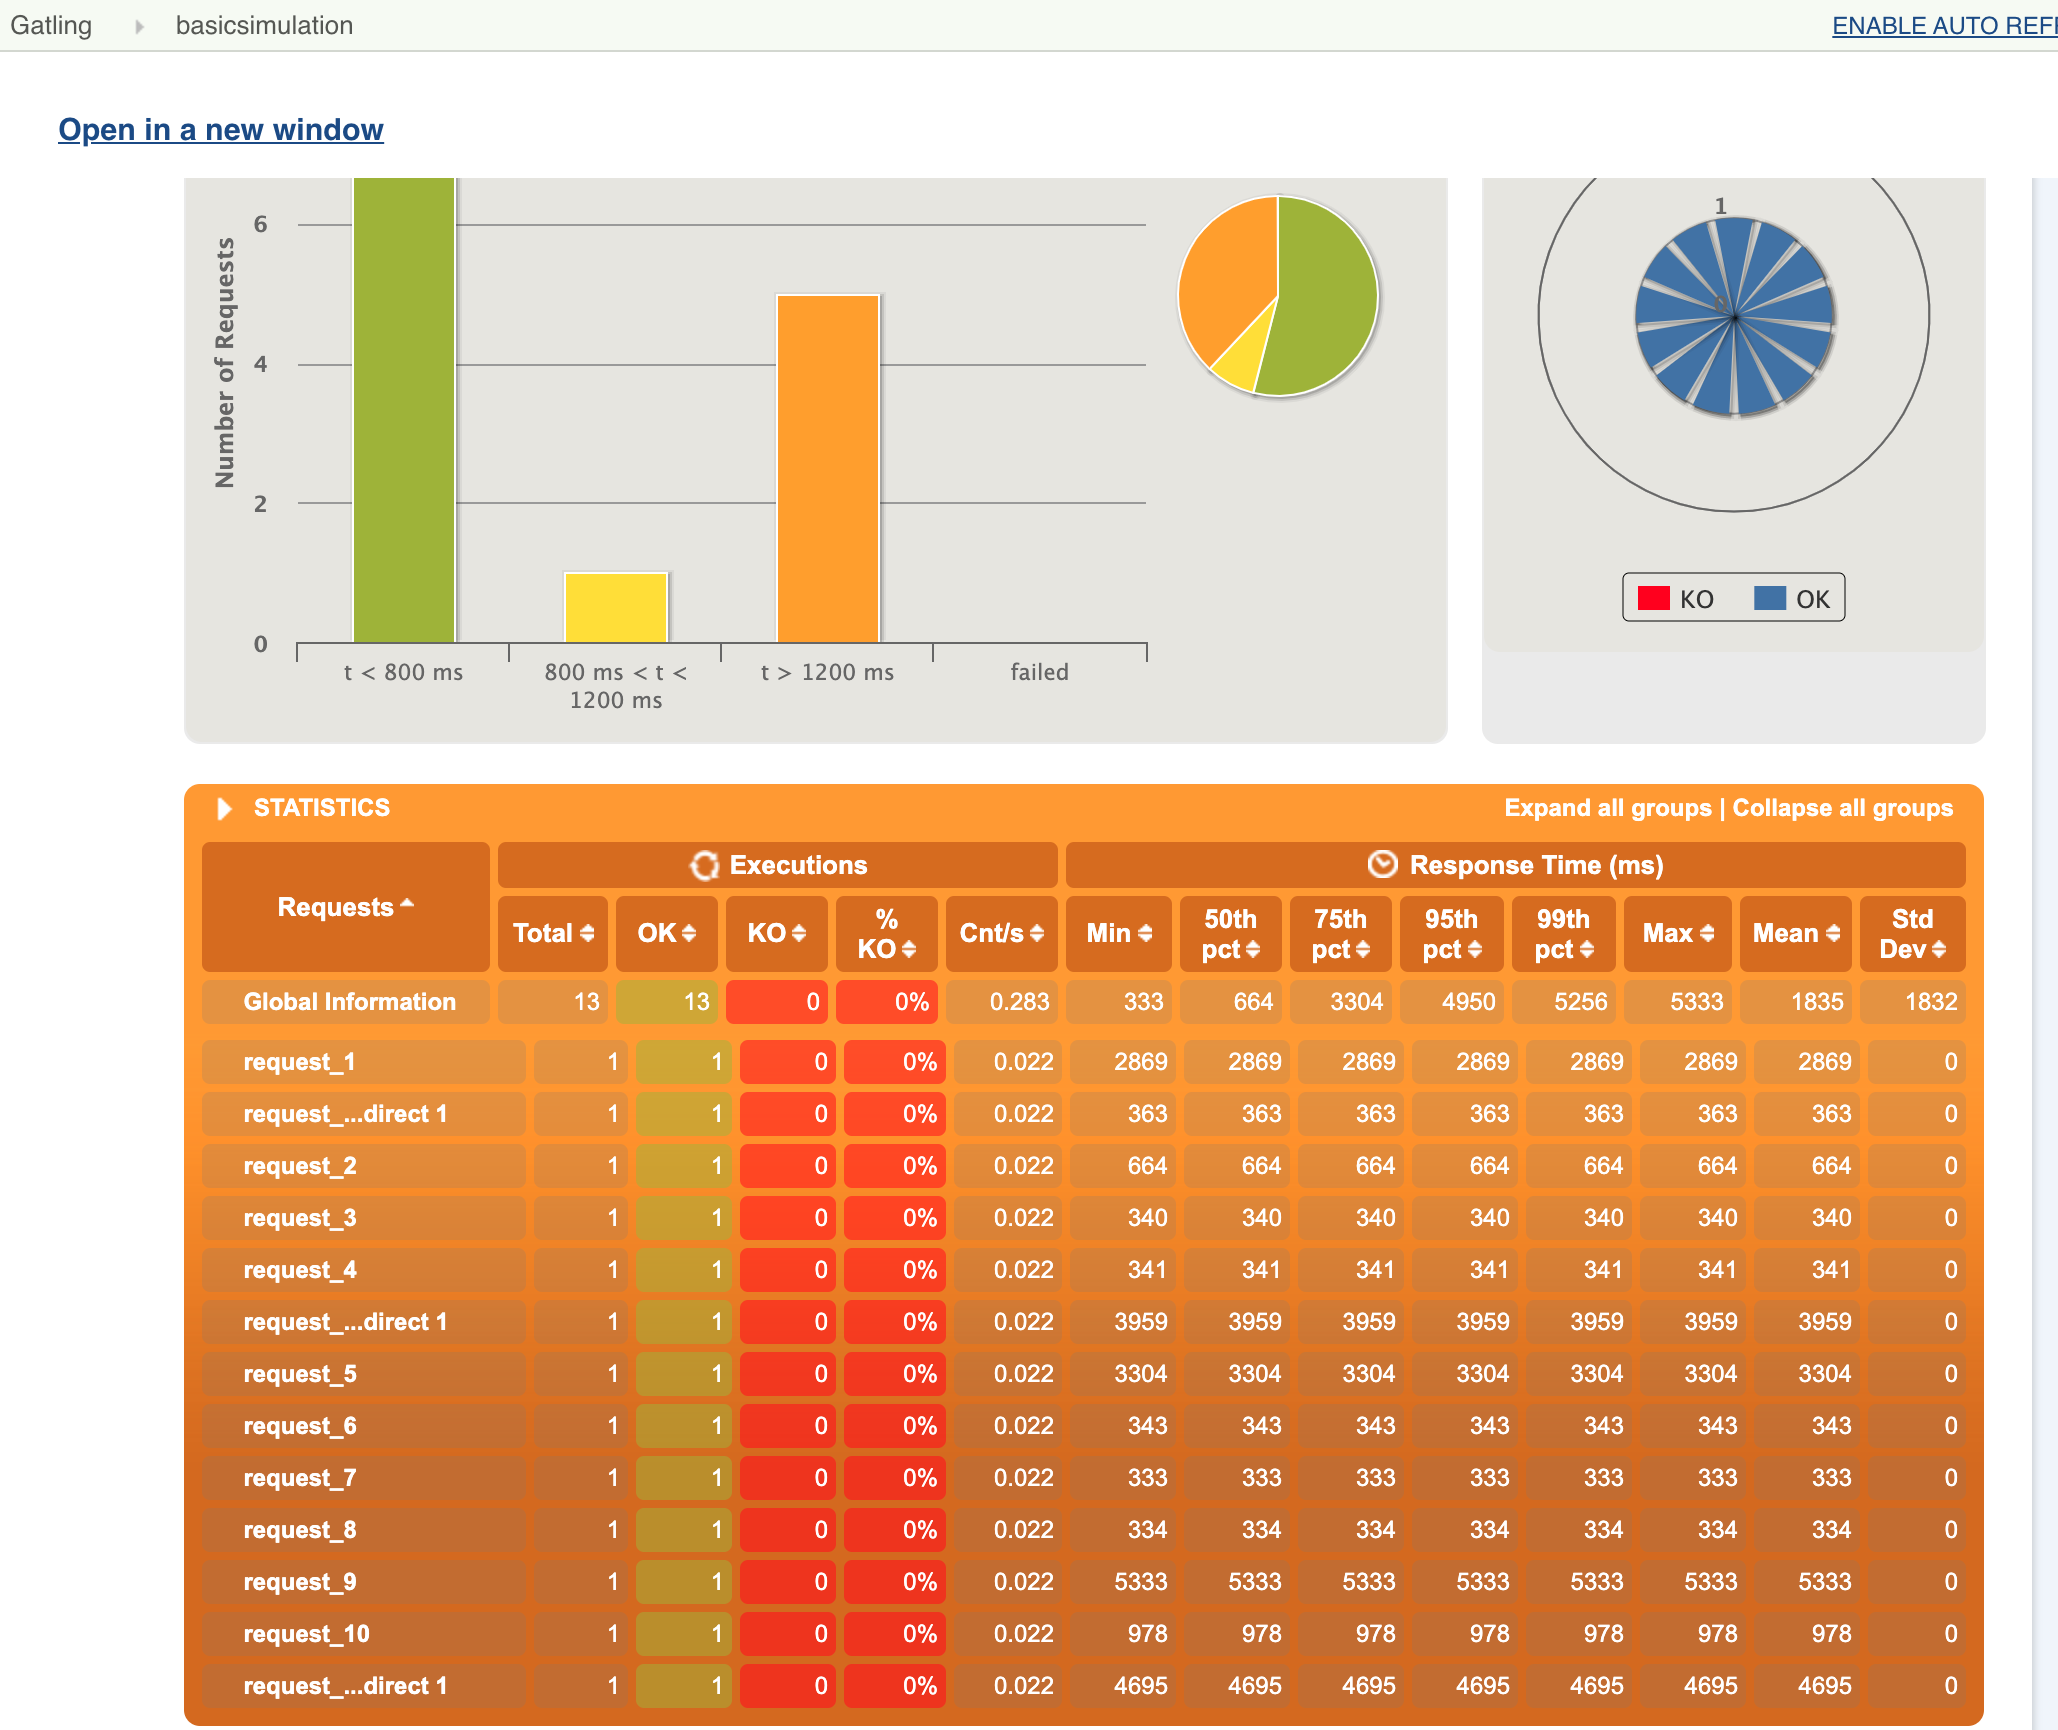 Gatling basicsimulation ENABLE AUTO REF
Open in a new window
Number of Requests
6
4
2
0
t < 800 ms
800 ms < t <
1200 ms
t > 1200 ms
failed
1
0
KO OK
STATISTICS Expand all groups | Collapse all groups
Requests Executions Response Time (ms)
Total OK KO % KO Cnt/s Min 50th pct 75th pct 95th pct 99th pct Max Mean Std Dev
Global Information 13 13 0 0% 0.283 333 664 3304 4950 5256 5333 1835 1832
request_1 1 1 0 0% 0.022 2869 2869 2869 2869 2869 2869 2869 0
request_...direct 1 1 1 0 0% 0.022 363 363 363 363 363 363 363 0
request_2 1 1 0 0% 0.022 664 664 664 664 664 664 664 0
request_3 1 1 0 0% 0.022 340 340 340 340 340 340 340 0
request_4 1 1 0 0% 0.022 341 341 341 341 341 341 341 0
request_...direct 1 1 1 0 0% 0.022 3959 3959 3959 3959 3959 3959 3959 0
request_5 1 1 0 0% 0.022 3304 3304 3304 3304 3304 3304 3304 0
request_6 1 1 0 0% 0.022 343 343 343 343 343 343 343 0
request_7 1 1 0 0% 0.022 333 333 333 333 333 333 333 0
request_8 1 1 0 0% 0.022 334 334 334 334 334 334 334 0
request_9 1 1 0 0% 0.022 5333 5333 5333 5333 5333 5333 5333 0
request_10 1 1 0 0% 0.022 978 978 978 978 978 978 978 0
request_...direct 1 1 1 0 0% 0.022 4695 4695 4695 4695 4695 4695 4695 0